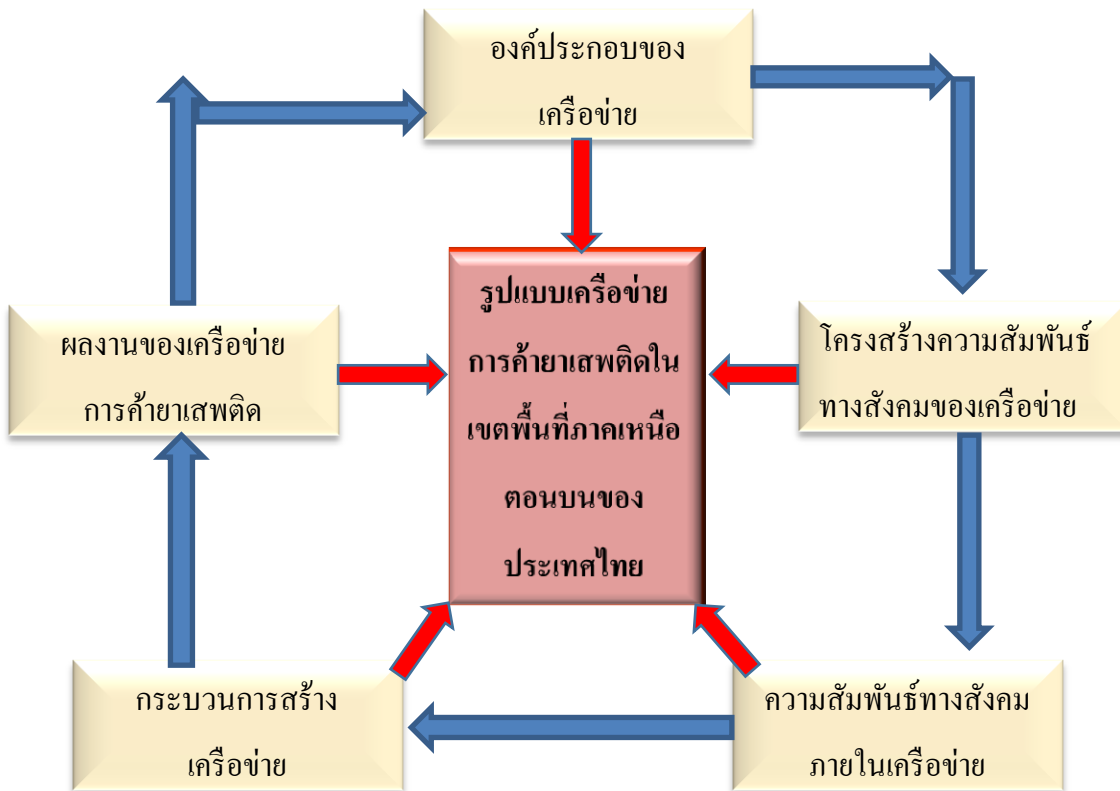 องค์ประกอบของ
เครือข่าย
รูปแบบเครือข่าย
การค้ายาเสพติดใน
เขตพื้นที่ภาคเหนือ
ตอนบนของ
ประเทศไทย
ผลงานของเครือข่าย
การค้ายาเสพติด
โครงสร้างความสัมพันธ์
ทางสังคมของเครือข่าย
กระบวนการสร้าง
เครือข่าย
ความสัมพันธ์ทางสังคม
ภายในเครือข่าย